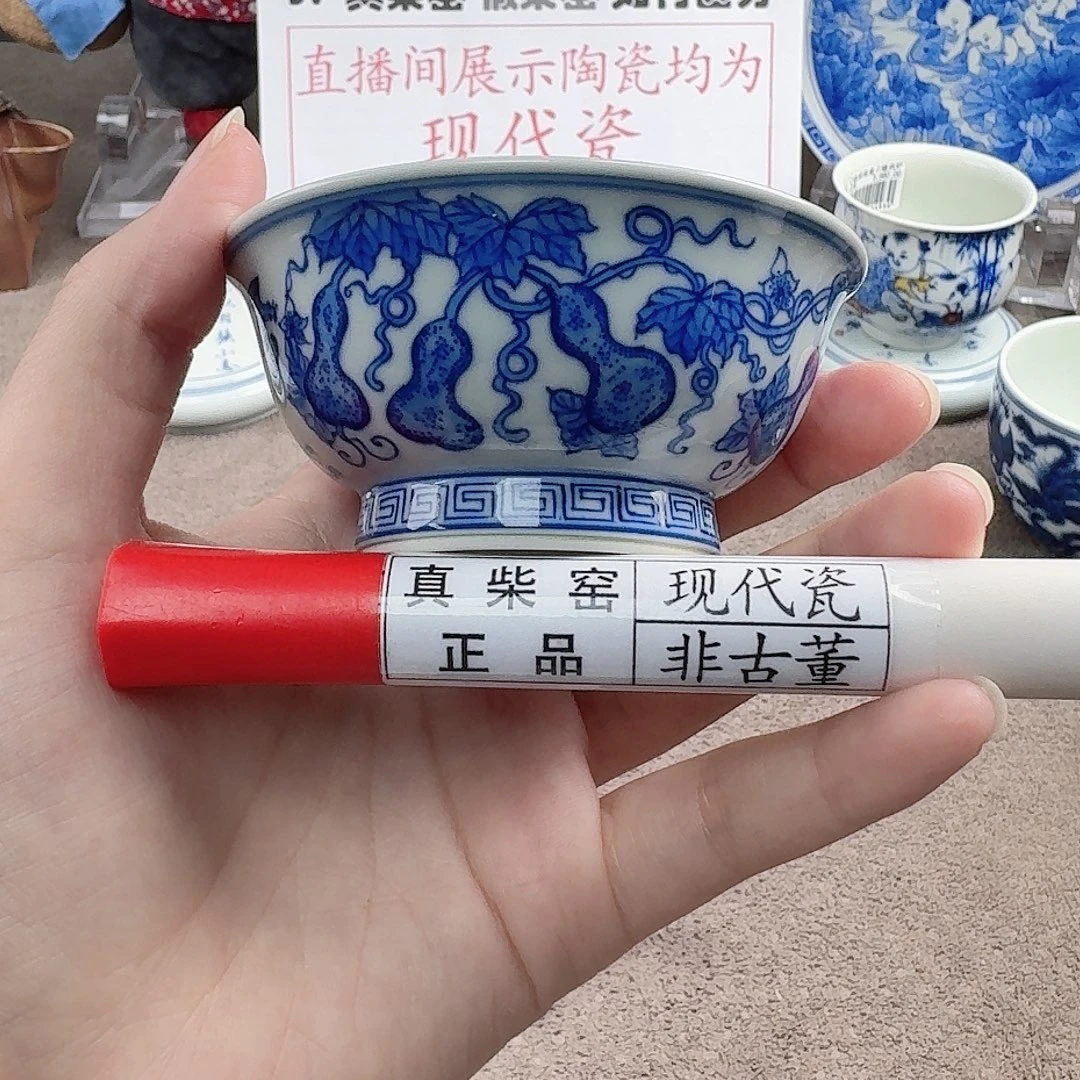 直播间展示陶瓷均为
现代瓷
真柴窑
正品
现代瓷
非古董